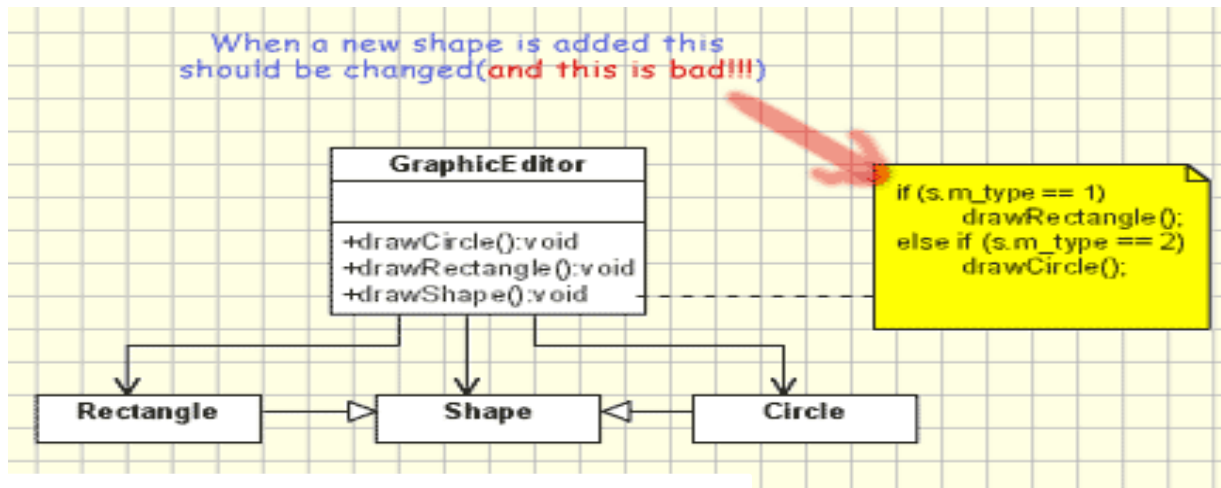 When a new shape is added this
should be changed(and this is bad!!!)
GraphicEditor
+drawCircle():void
+drawRectangle():void
+drawShape():void
if (s.m_type == 1)
drawRectangle();
else if (s.m_type == 2)
drawCircle();
Rectangle
Shape
Circle